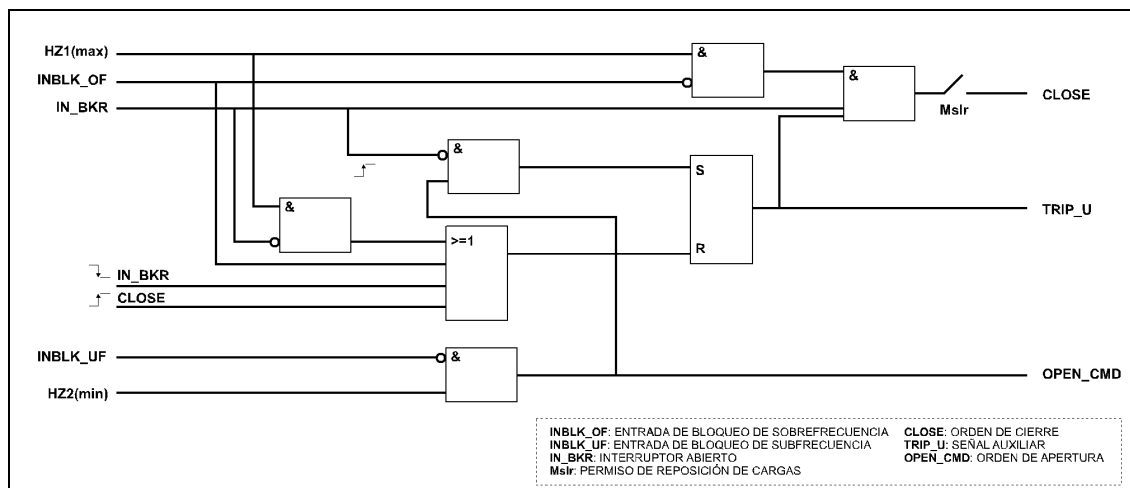 HZ1(max)
&
INBLK_OF
&
IN_BKR
CLOSE
Mslr
&
S
TRIP_U
&
>=1
R
IN_BKR
CLOSE
INBLK_UF
&
HZ2(min)
OPEN_CMD
INBLK_OF: ENTRADA DE BLOQUEO DE SOBREFRECUENCIA
INBLK_UF: ENTRADA DE BLOQUEO DE SUBFRECUENCIA
IN_BKR: INTERRUPTOR ABIERTO
Mslr: PERMISO DE REPOSICIÓN DE CARGAS
CLOSE: ORDEN DE CIERRE
TRIP_U: SEÑAL AUXILIAR
OPEN_CMD: ORDEN DE APERTURA